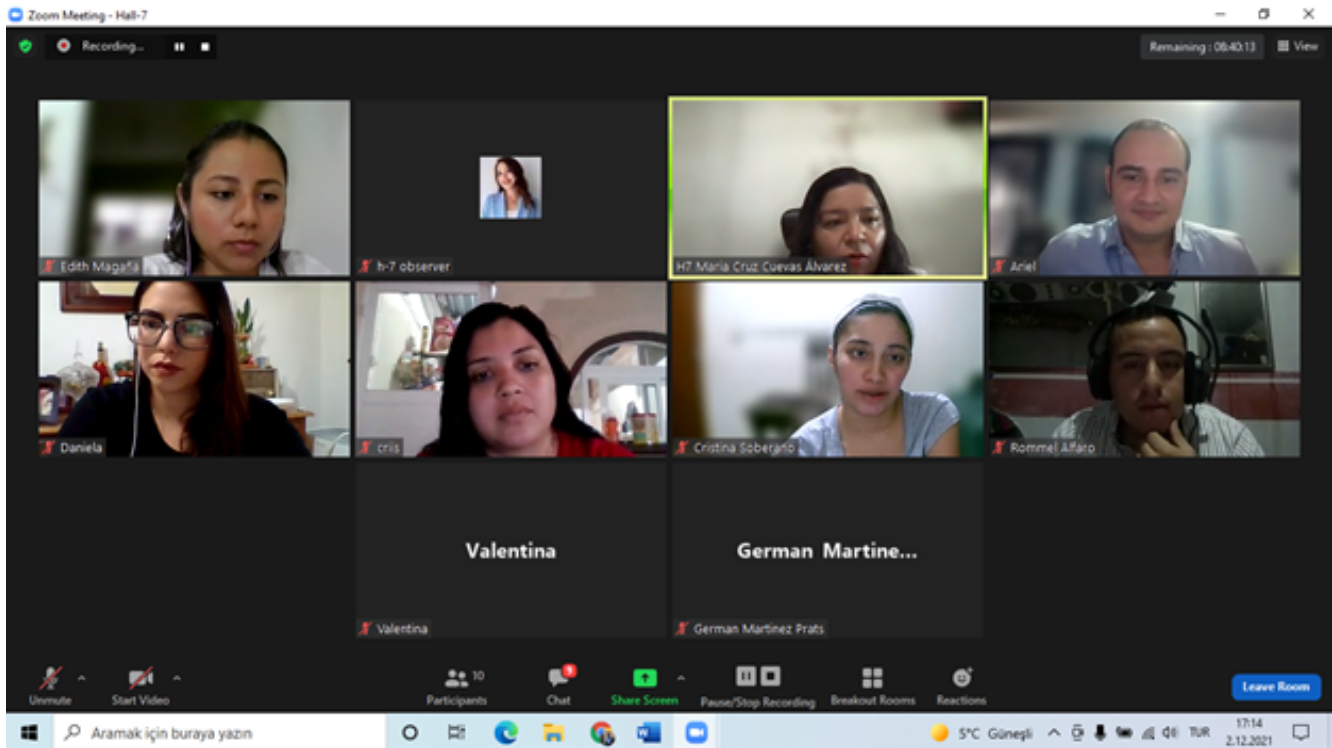 Zoom Meeting - Hall-7
Recording...
Remaining : 08:40:13
View
Edith Magaña
h-7 observer
H7 Maria Cruz Cuevas Álvarez
Ariel
Daniela
criis
Cristina Soberano
Rommel Alfaro
Valentina
German Martine...
Valentina
German Martinez Prats
Unmute
Start Video
Participants
10
Chat
9
Share Screen
Pause/Stop Recording
Breakout Rooms
Reactions
Leave Room
Aramak için buraya yazın
5°C Güneşli
TUR
17:14
2.12.2021